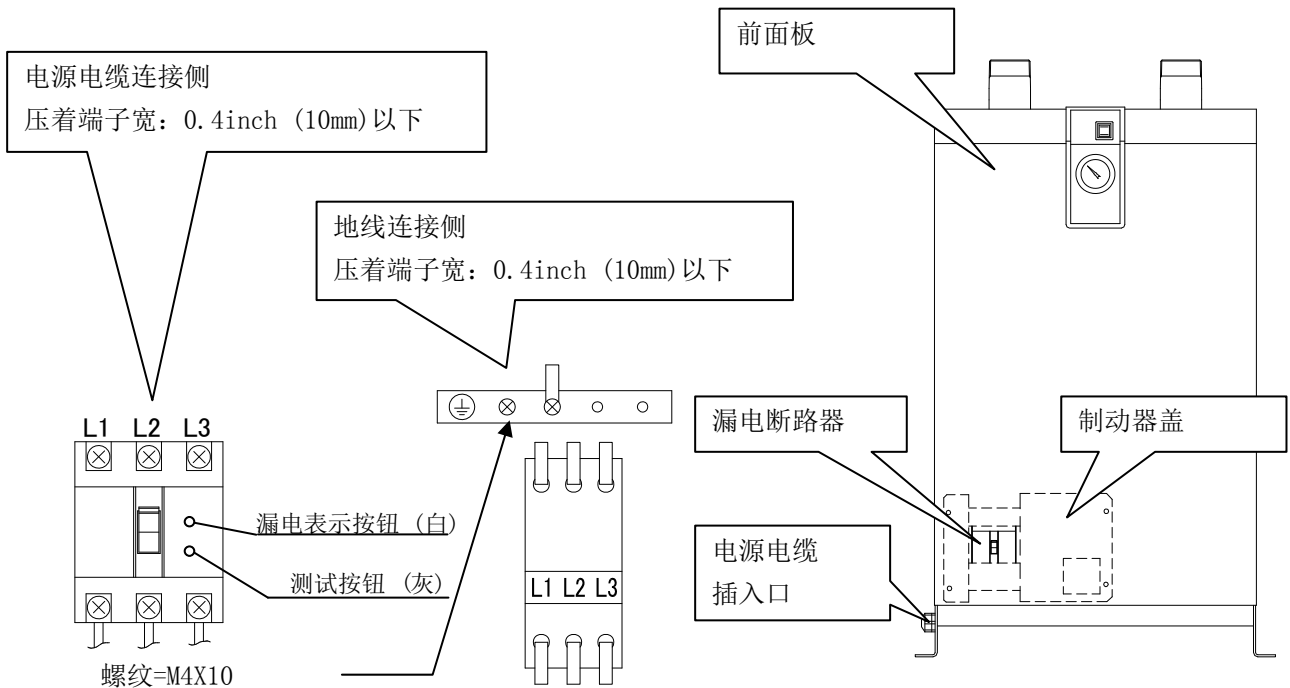 电源电缆连接侧
压着端子宽：0.4inch (10mm)以下
前面板
地线连接侧
压着端子宽：0.4inch (10mm)以下
L1 L2 L3
漏电表示按钮 (白)
测试按钮 (灰)
螺纹=M4X10
L1 L2 L3
漏电断路器
制动器盖
电源电缆
插入口